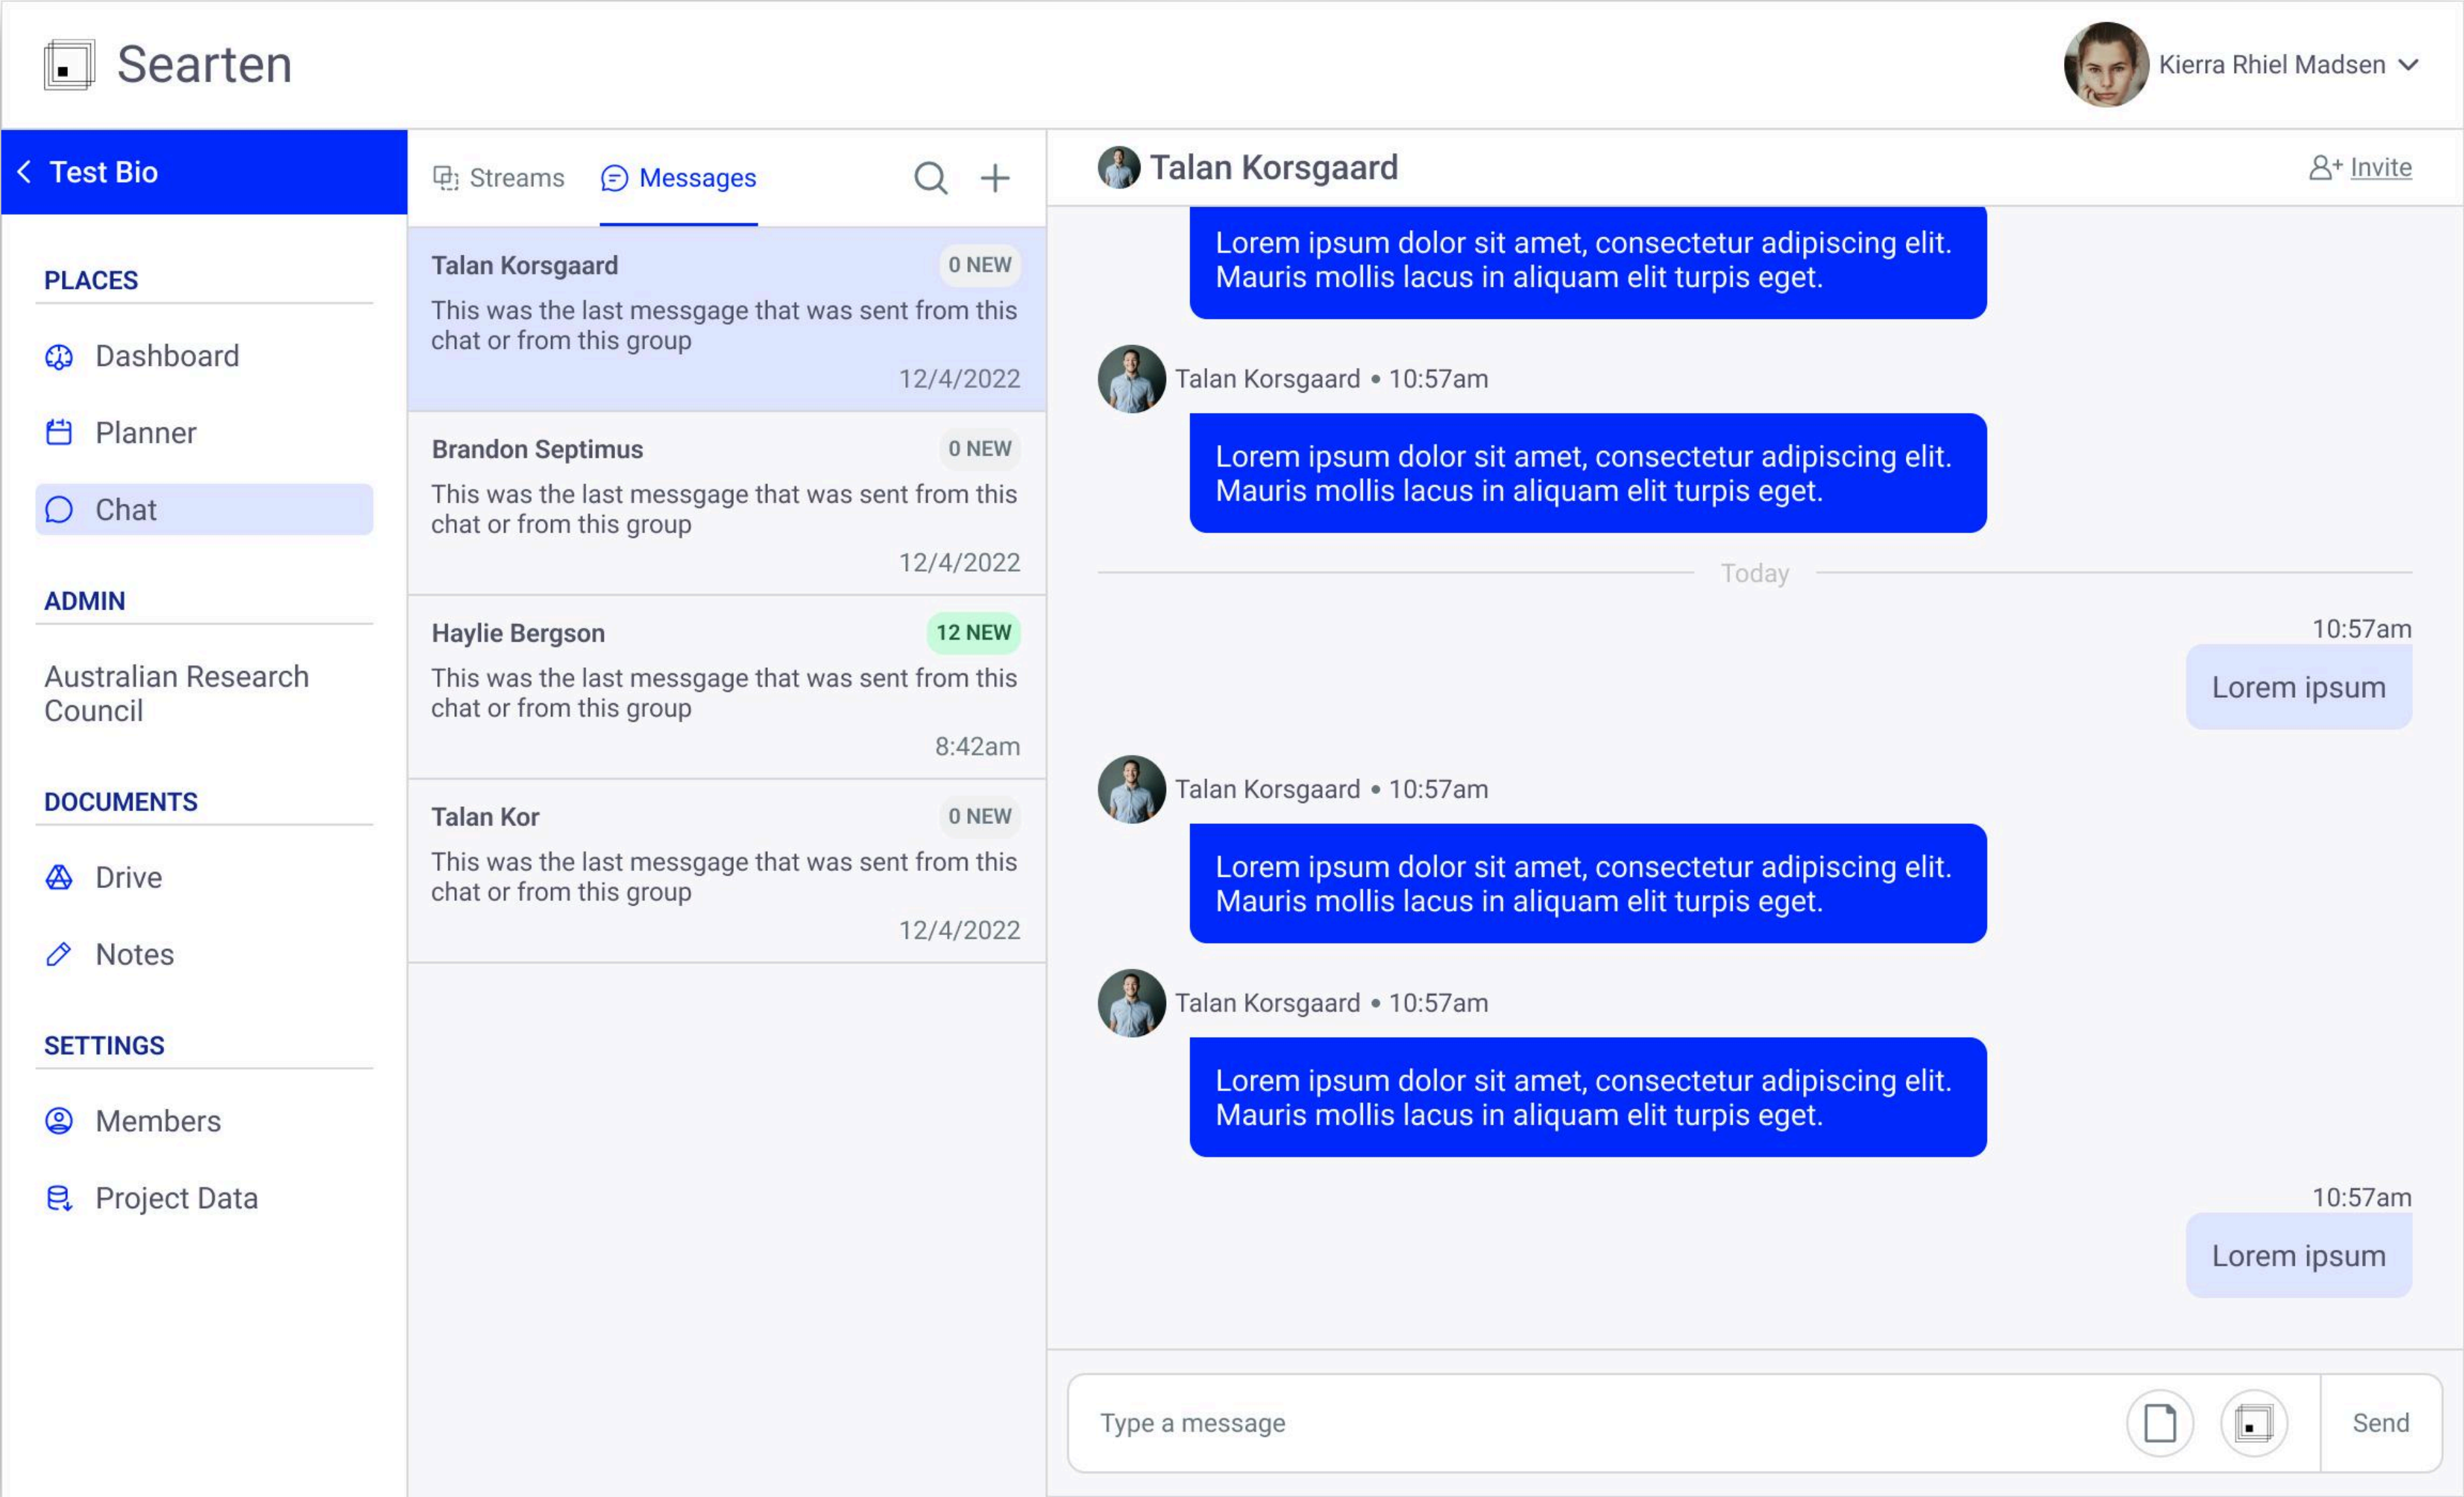 Searten
Kierra Rhiel Madsen
Test Bio
PLACES
Dashboard
Planner
Chat
ADMIN
Australian Research
Council
DOCUMENTS
Drive
Notes
SETTINGS
Members
Project Data
Streams
Messages
Talan Korsgaard
0 NEW
This was the last messgage that was sent from this
chat or from this group
12/4/2022
Brandon Septimus
0 NEW
This was the last messgage that was sent from this
chat or from this group
12/4/2022
Haylie Bergson
12 NEW
This was the last messgage that was sent from this
chat or from this group
8:42am
Talan Kor
0 NEW
This was the last messgage that was sent from this
chat or from this group
12/4/2022
Talan Korsgaard
Invite
Lorem ipsum dolor sit amet, consectetur adipiscing elit.
Mauris mollis lacus in aliquam elit turpis eget.
Talan Korsgaard • 10:57am
Lorem ipsum dolor sit amet, consectetur adipiscing elit.
Mauris mollis lacus in aliquam elit turpis eget.
Today
10:57am
Lorem ipsum
Talan Korsgaard • 10:57am
Lorem ipsum dolor sit amet, consectetur adipiscing elit.
Mauris mollis lacus in aliquam elit turpis eget.
Talan Korsgaard • 10:57am
Lorem ipsum dolor sit amet, consectetur adipiscing elit.
Mauris mollis lacus in aliquam elit turpis eget.
10:57am
Lorem ipsum
Type a message
Send